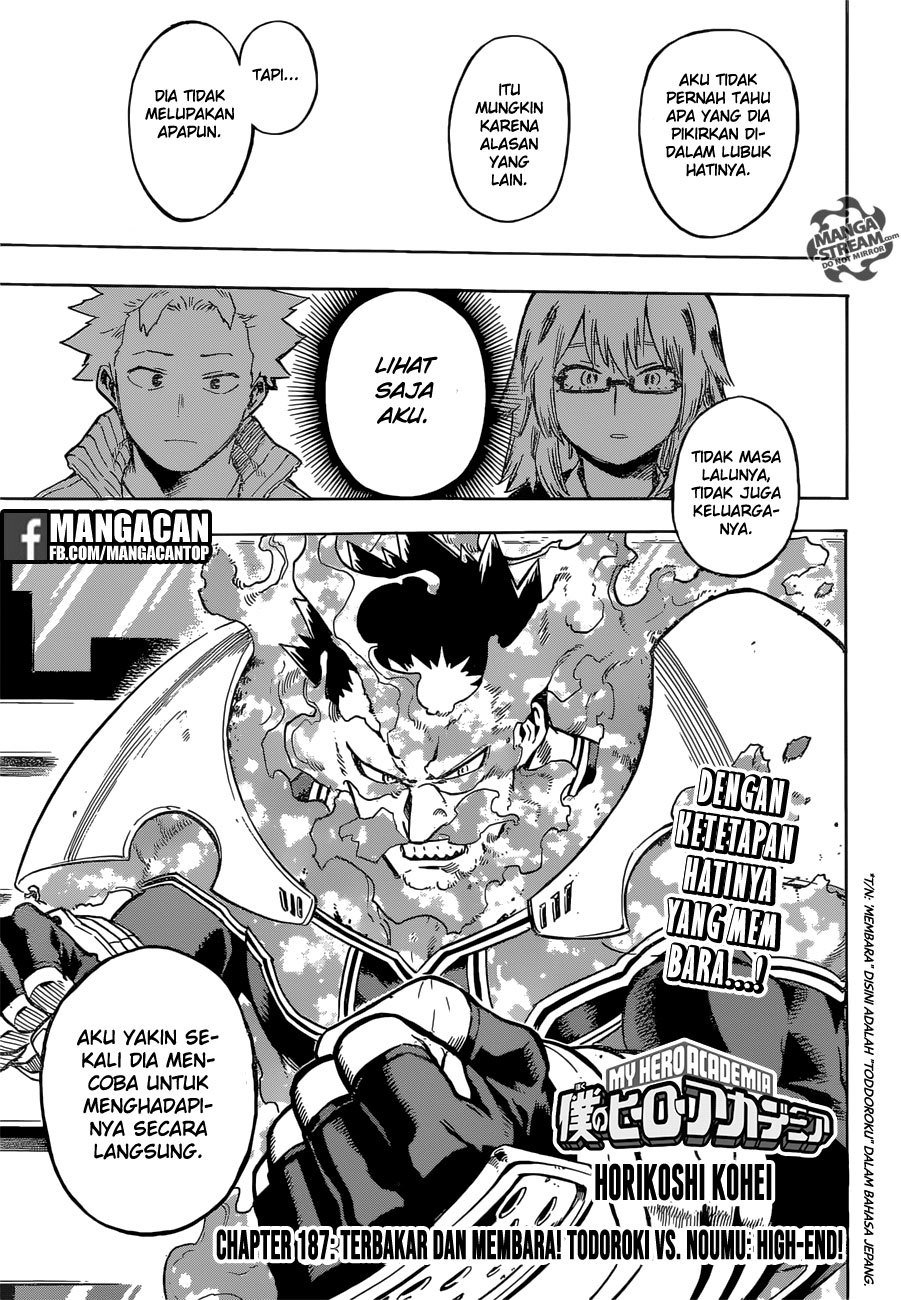 AKU TIDAK
PERNAH TAHU
APA YANG DIA
PIKIRKAN DI-
DALAM LUBUK
HATINYA.
ITU
MUNGKIN
KARENA
ALASAN
YANG
LAIN.
TAPI...
DIA TIDAK
MELUPAKAN
APAPUN.
MANGA
STREAM.com
DO NOT MIRROR
LIHAT
SAJA
AKU.
TIDAK MASA
LALUNYA,
TIDAK JUGA
KELUARGA-
NYA.
f MANGACAN
FB.COM/MANGACANTOP
DENGAN
KETETAPAN
HATINYA
YANG MEM
BARA...!
*T/N: "MEMBARA" DISINI ADALAH "TODDOROKU" DALAM BAHASA JEPANG.
AKU YAKIN SE-
KALI DIA MEN-
COBA UNTUK
MENGHADAPI-
NYA SECARA
LANGSUNG.
MY HERO ACADEMIA
僕のヒーローアカデミア
HORIKOSHI KOHEI
CHAPTER 187: TERBAKAR DAN MEMBARA! TODOROKI VS. NOUMU: HIGH-END!